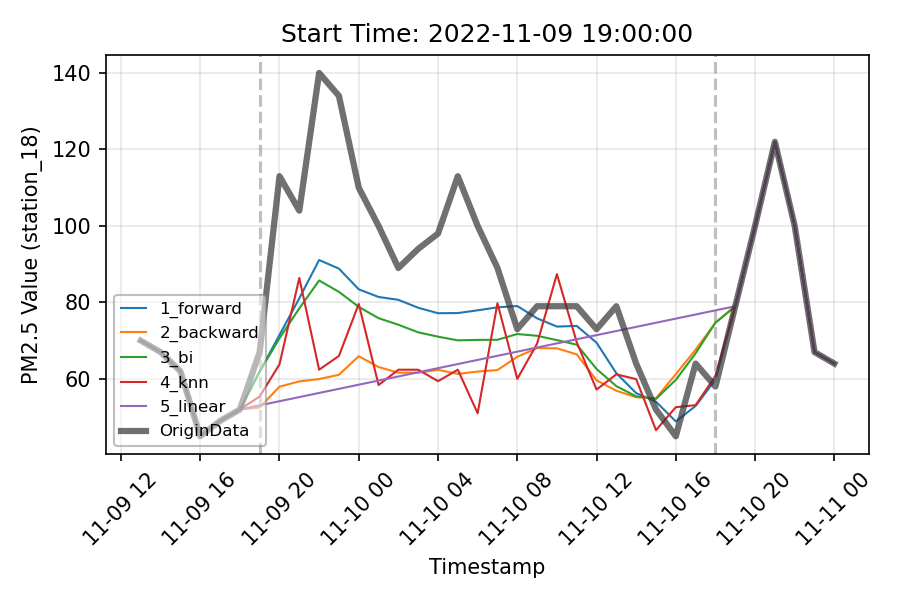 Start Time: 2022-11-09 19:00:00
PM2.5 Value (station_18)
140
120
100
80
60
1_forward
2_backward
3_bi
4_knn
5_linear
OriginData
11-09 12
11-09 16
11-09 20
11-10 00
11-10 04
11-10 08
11-10 12
11-10 16
11-10 20
11-11 00
Timestamp